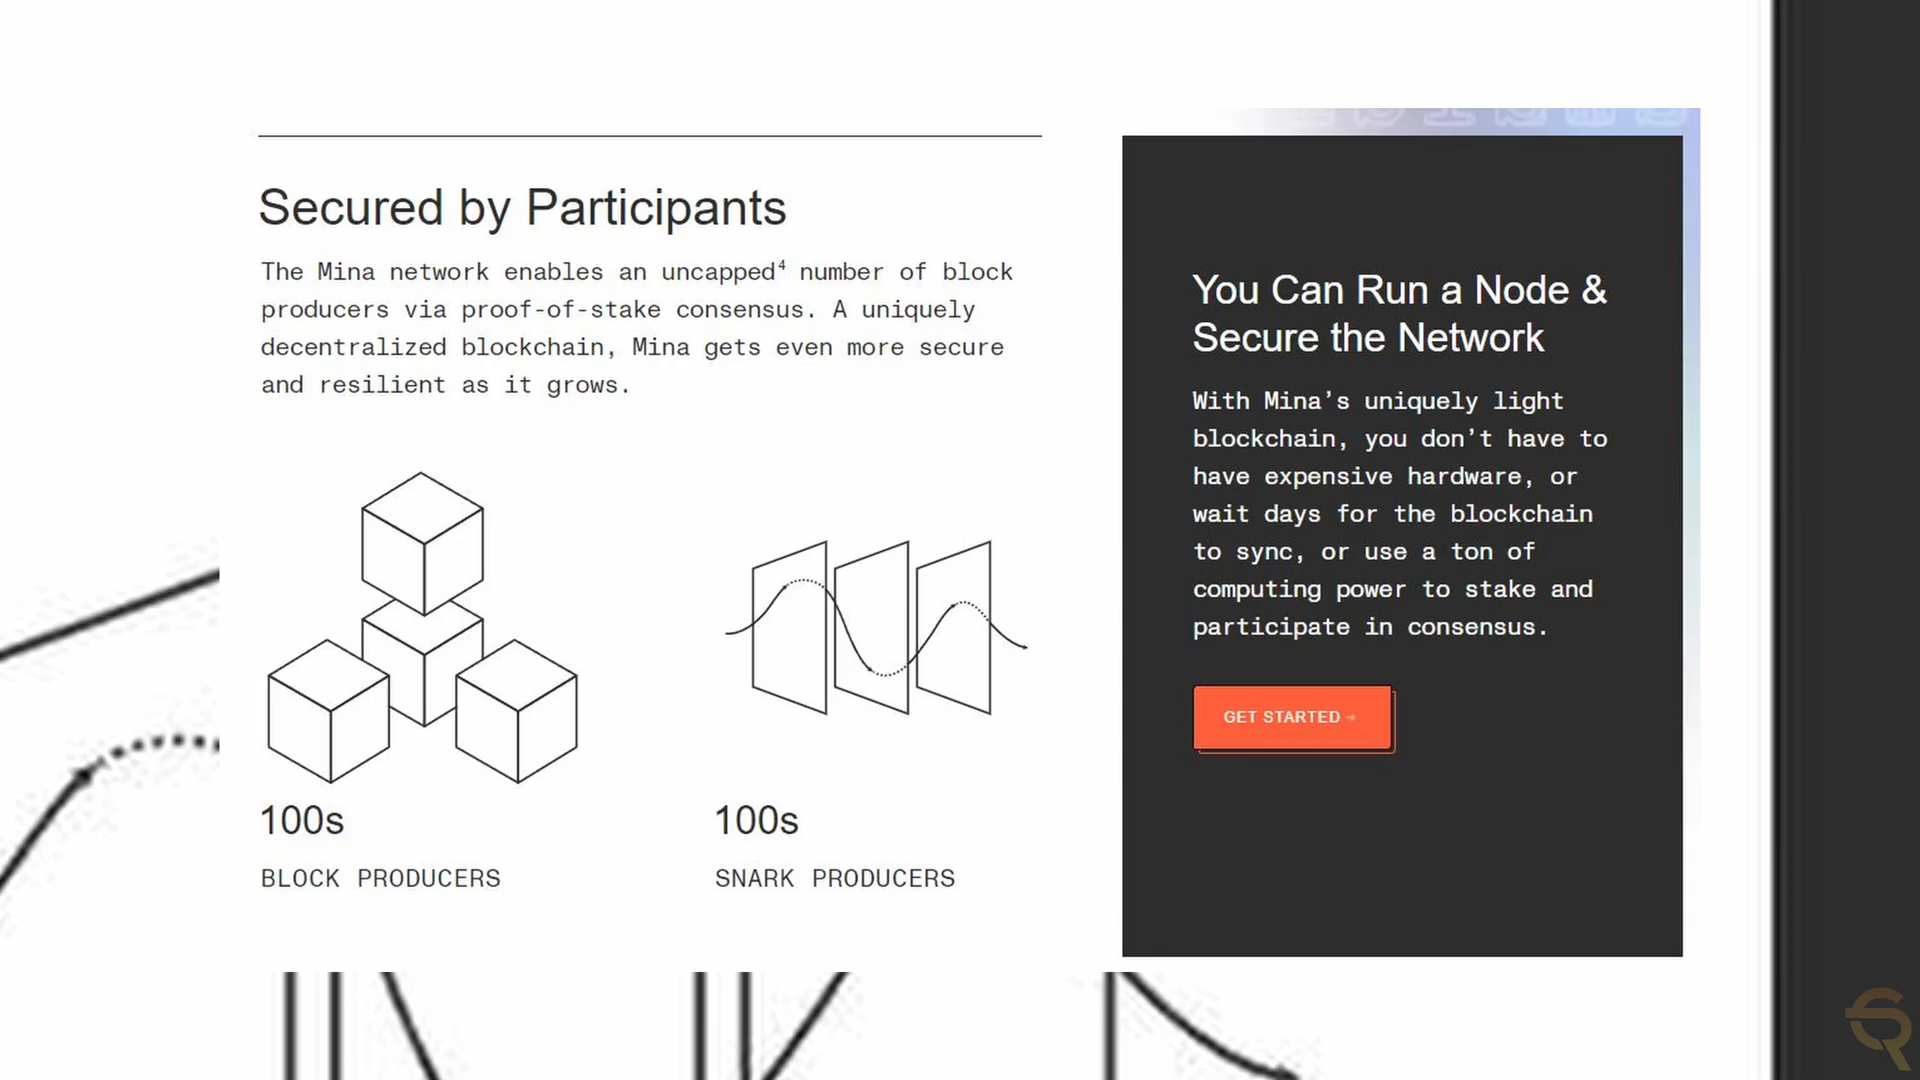 Secured by Participants
The Mina network enables an uncapped⁴ number of block
producers via proof-of-stake consensus. A uniquely
decentralized blockchain, Mina gets even more secure
and resilient as it grows.
100s
BLOCK PRODUCERS
100s
SNARK PRODUCERS
You Can Run a Node &
Secure the Network
With Mina’s uniquely light
blockchain, you don’t have to
have expensive hardware, or
wait days for the blockchain
to sync, or use a ton of
computing power to stake and
participate in consensus.
GET STARTED →